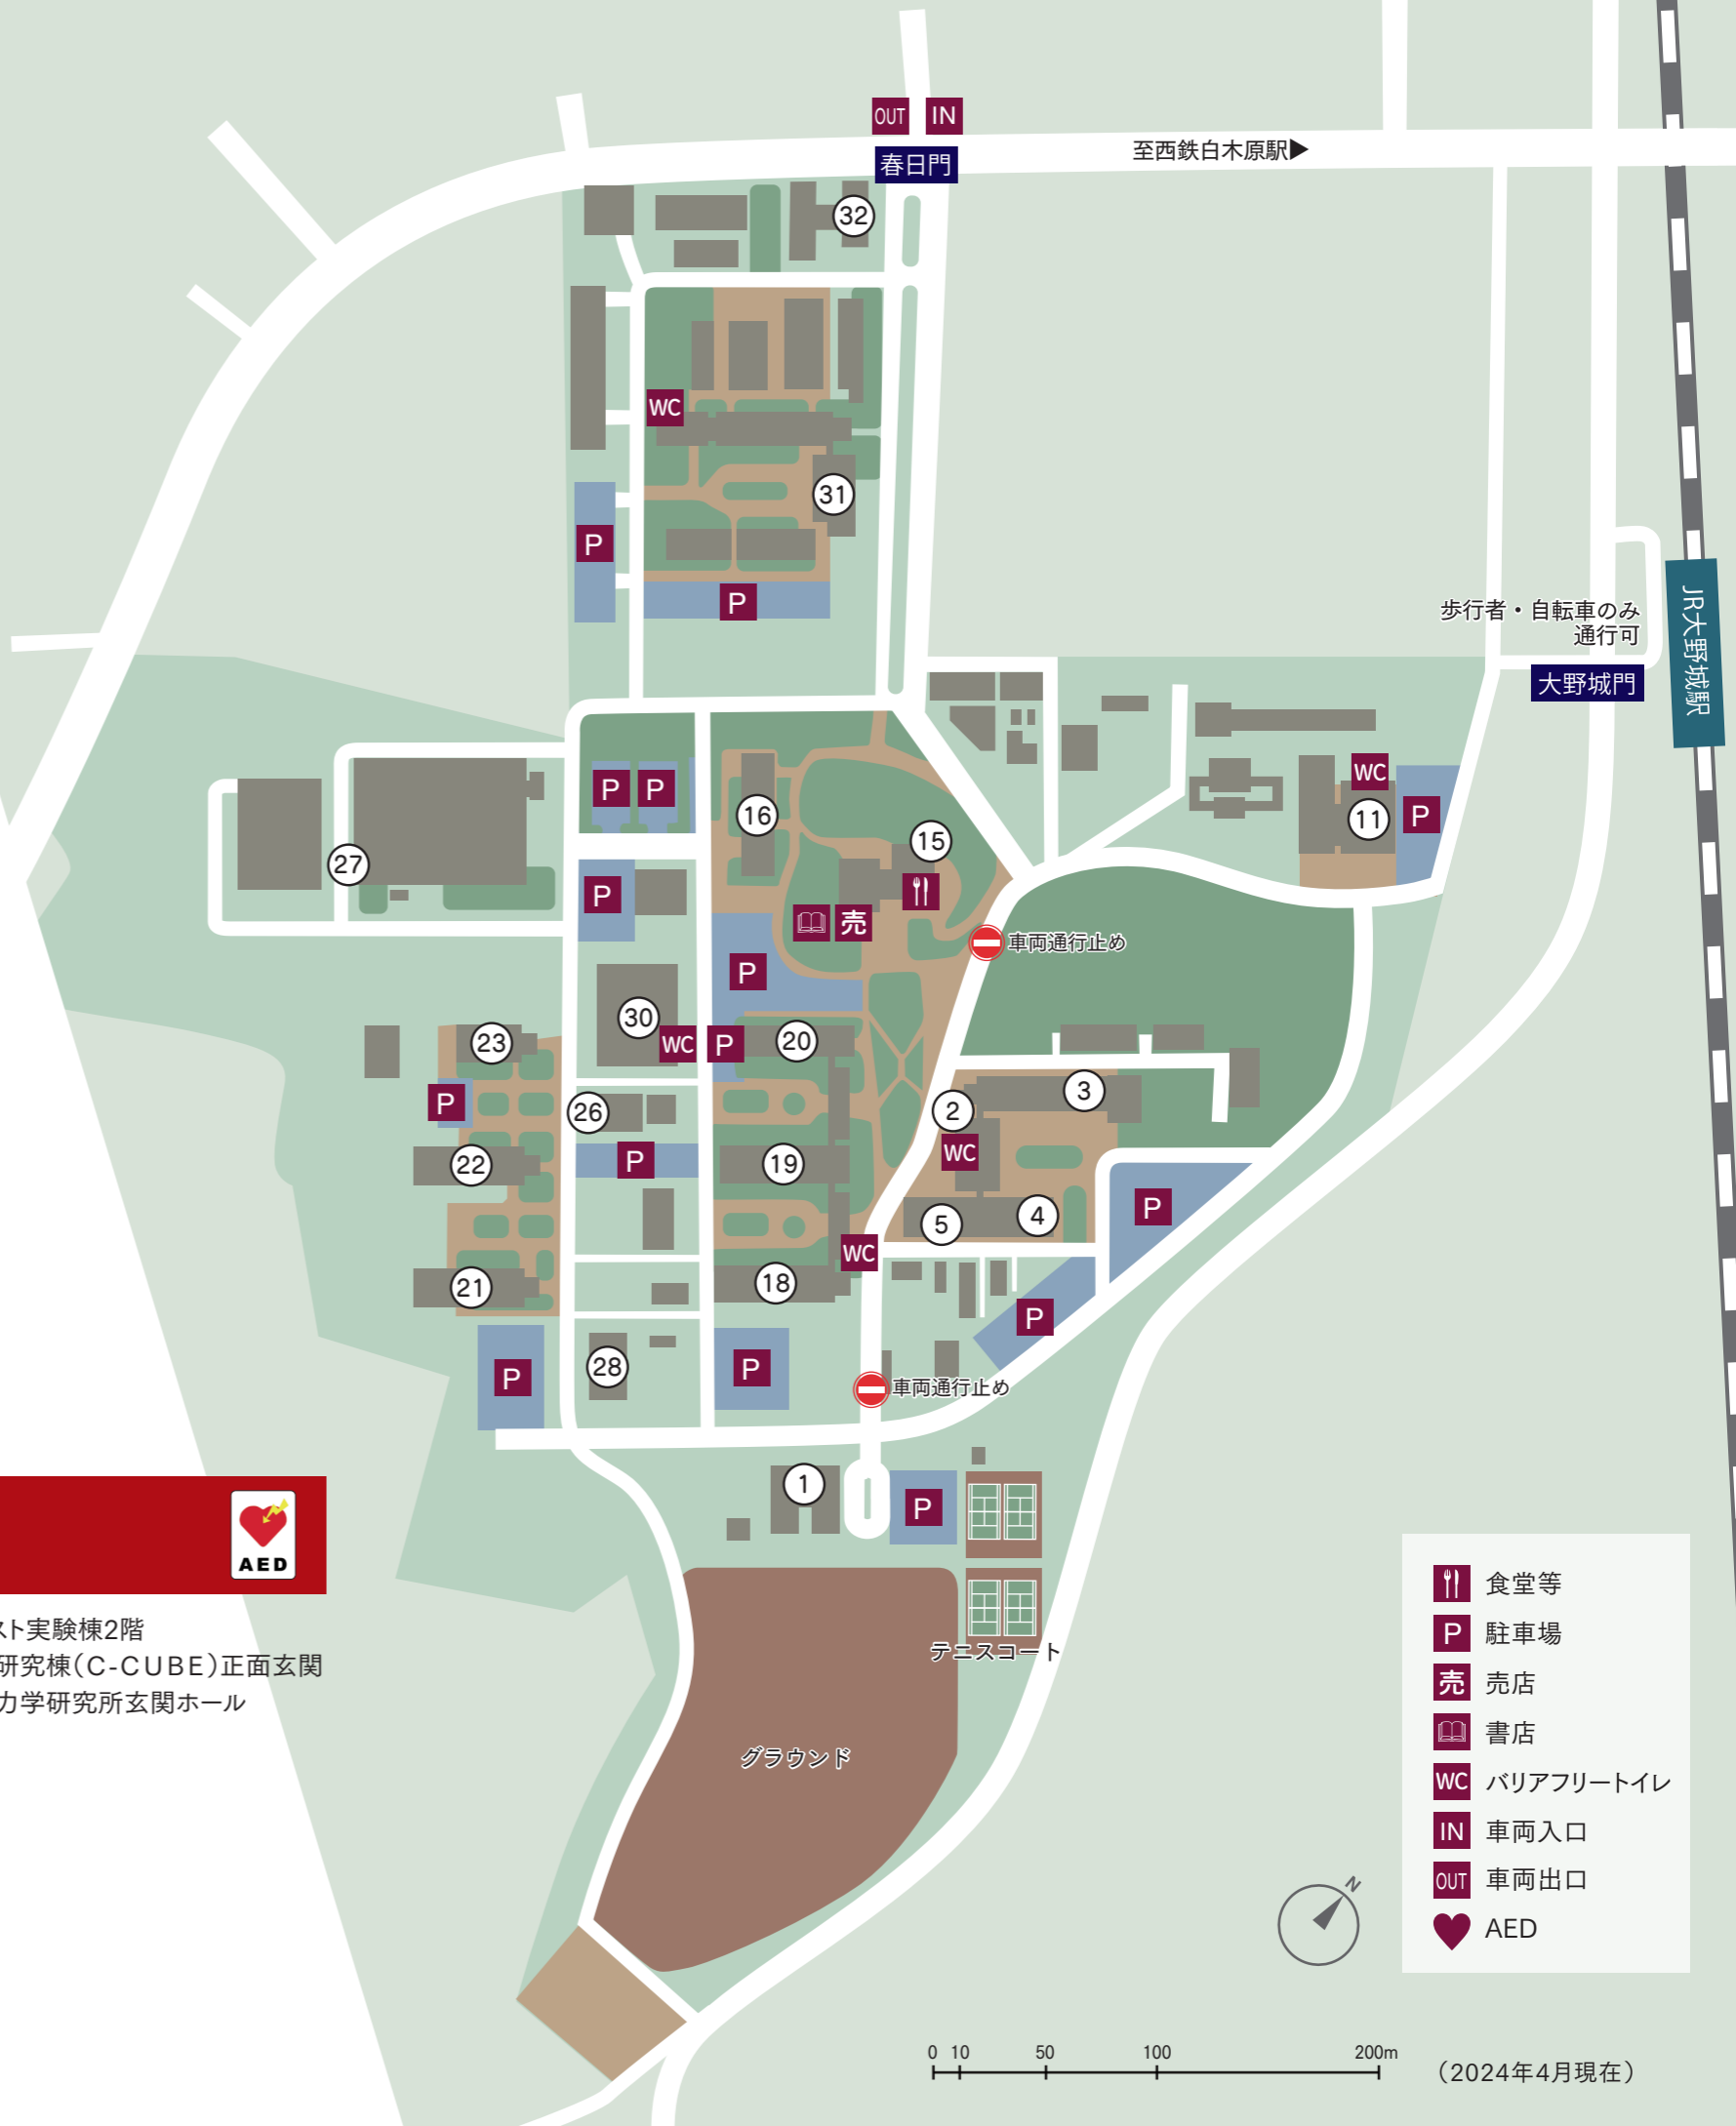 OUT IN
春日門
至西鉄白木原駅▶
32
WC
31
P
P
歩行者・自転車のみ
通行可
大野城門
JR大野城駅
P P
16
15
27
P
売
WC
11
P
車両通行止め
P
30
WC
P
20
23
P
26
2
3
WC
22
P
19
5
4
P
WC
21
18
P
28
P
P
車両通行止め
1
P
AED
スト実験棟2階
研究棟(C-CUBE)正面玄関
力学研究所玄関ホール
テニスコート
グラウンド
食堂等
P 駐車場
売 売店
書店
WC バリアフリートイレ
IN 車両入口
OUT 車両出口
AED
N
0 10 50 100 200m
(2024年4月現在)